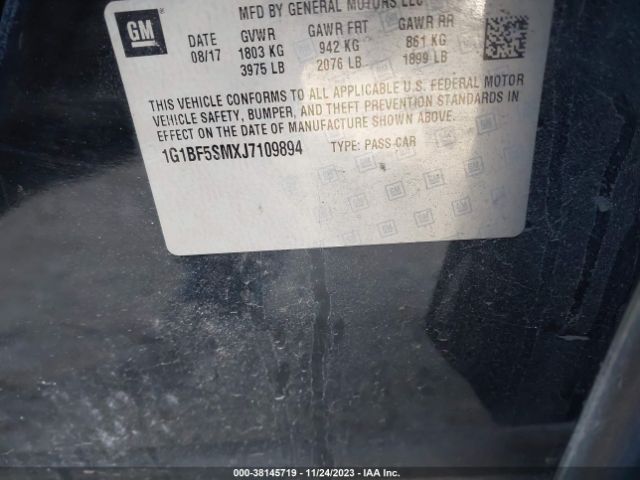 MFD BY GENERAL MOTORS LLC
GM
DATE GVWR GAWR FRT GAWR RR
08/17 1803 KG 942 KG 861 KG
3975 LB 2076 LB 1899 LB
THIS VEHICLE CONFORMS TO ALL APPLICABLE U.S. FEDERAL MOTOR
VEHICLE SAFETY, BUMPER, AND THEFT PREVENTION STANDARDS IN
EFFECT ON THE DATE OF MANUFACTURE SHOWN ABOVE.
1G1BF5SMXJ7109894 TYPE: PASS CAR
000-38145719 - 11/24/2023 - IAA Inc.